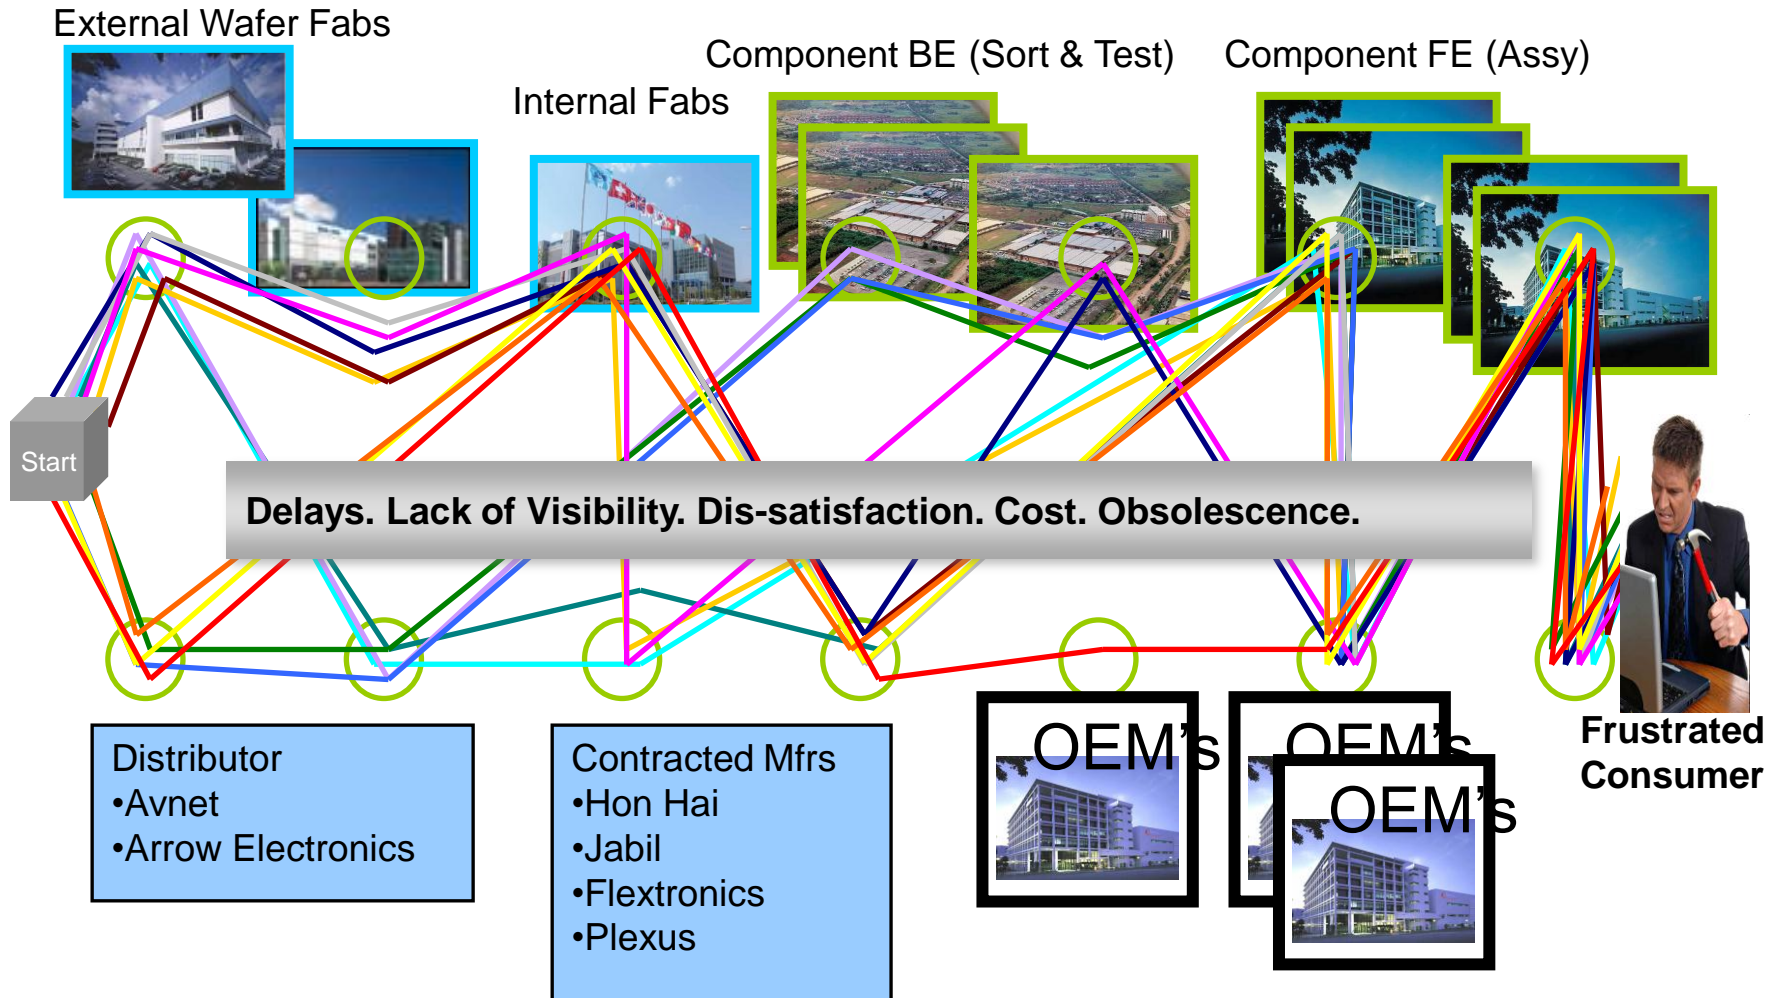 External Wafer Fabs
Component BE (Sort & Test)
Component FE (Assy)
Internal Fabs
Start
Delays. Lack of Visibility. Dis-satisfaction. Cost. Obsolescence.
Distributor
•Avnet
•Arrow Electronics
Contracted Mfrs
•Hon Hai
•Jabil
•Flextronics
•Plexus
OEM's
OEM's
OEM's
Frustrated
Consumer